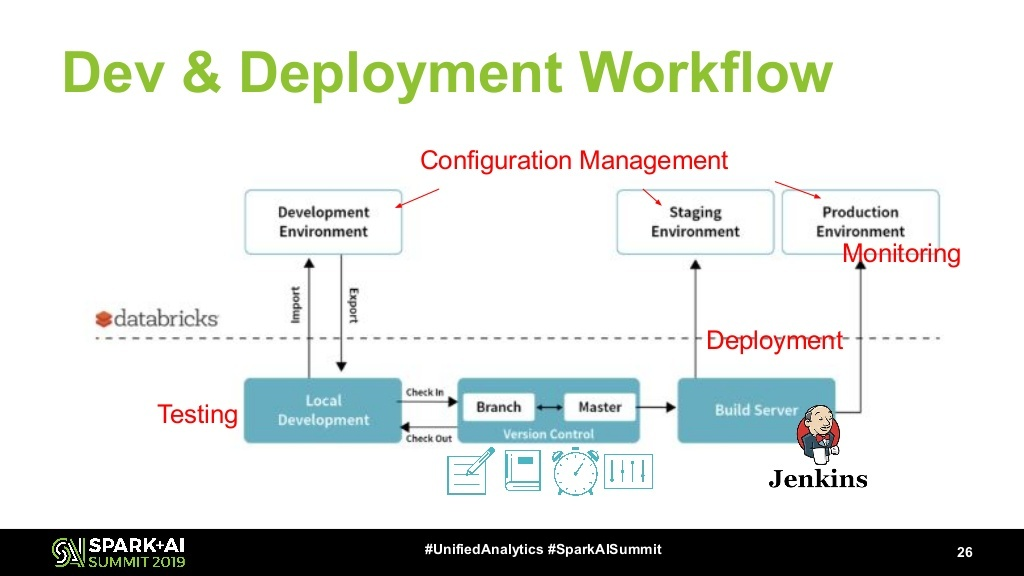 Dev & Deployment Workflow
Configuration Management
Development
Environment
Staging
Environment
Production
Environment
Monitoring
Import
Export
databricks
Deployment
Testing
Local
Development
Check In
Check Out
Branch
Master
Version Control
Build Server
Jenkins
SPARK+AI
SUMMIT 2019
#UnifiedAnalytics #SparkAISummit
26